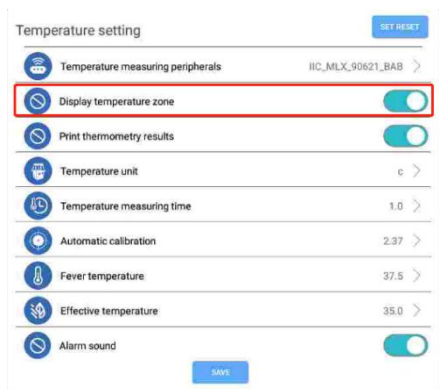 Temperature setting
SET RESET
Temperature measuring peripherals IIC_MLX_90621_BAB
Display temperature zone
Print thermometry results
Temperature unit c
Temperature measuring time 1.0
Automatic calibration 2.37
Fever temperature 37.5
Effective temperature 35.0
Alarm sound
SAVE